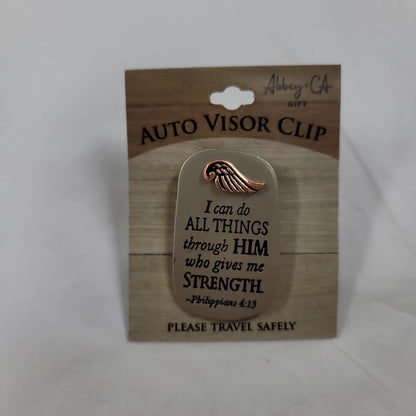 Abbey + CA
GIFT
AUTO VISOR CLIP
I can do
ALL THINGS
through HIM
who gives me
STRENGTH.
~Philippians 4:13
PLEASE TRAVEL SAFELY